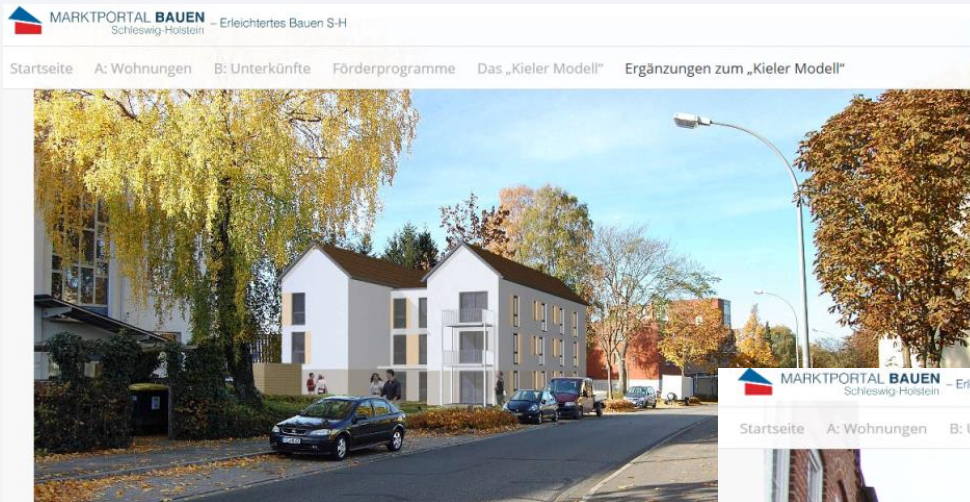 MARKTPORTAL BAUEN
Schleswig-Holstein
– Erleichtertes Bauen S-H
Startseite A: Wohnungen B: Unterkünfte Förderprogramme Das „Kieler Modell“ Ergänzungen zum „Kieler Modell“
MARKTPORTAL BAUEN
Schleswig-Holstein
– Erl
Startseite A: Wohnungen B: U